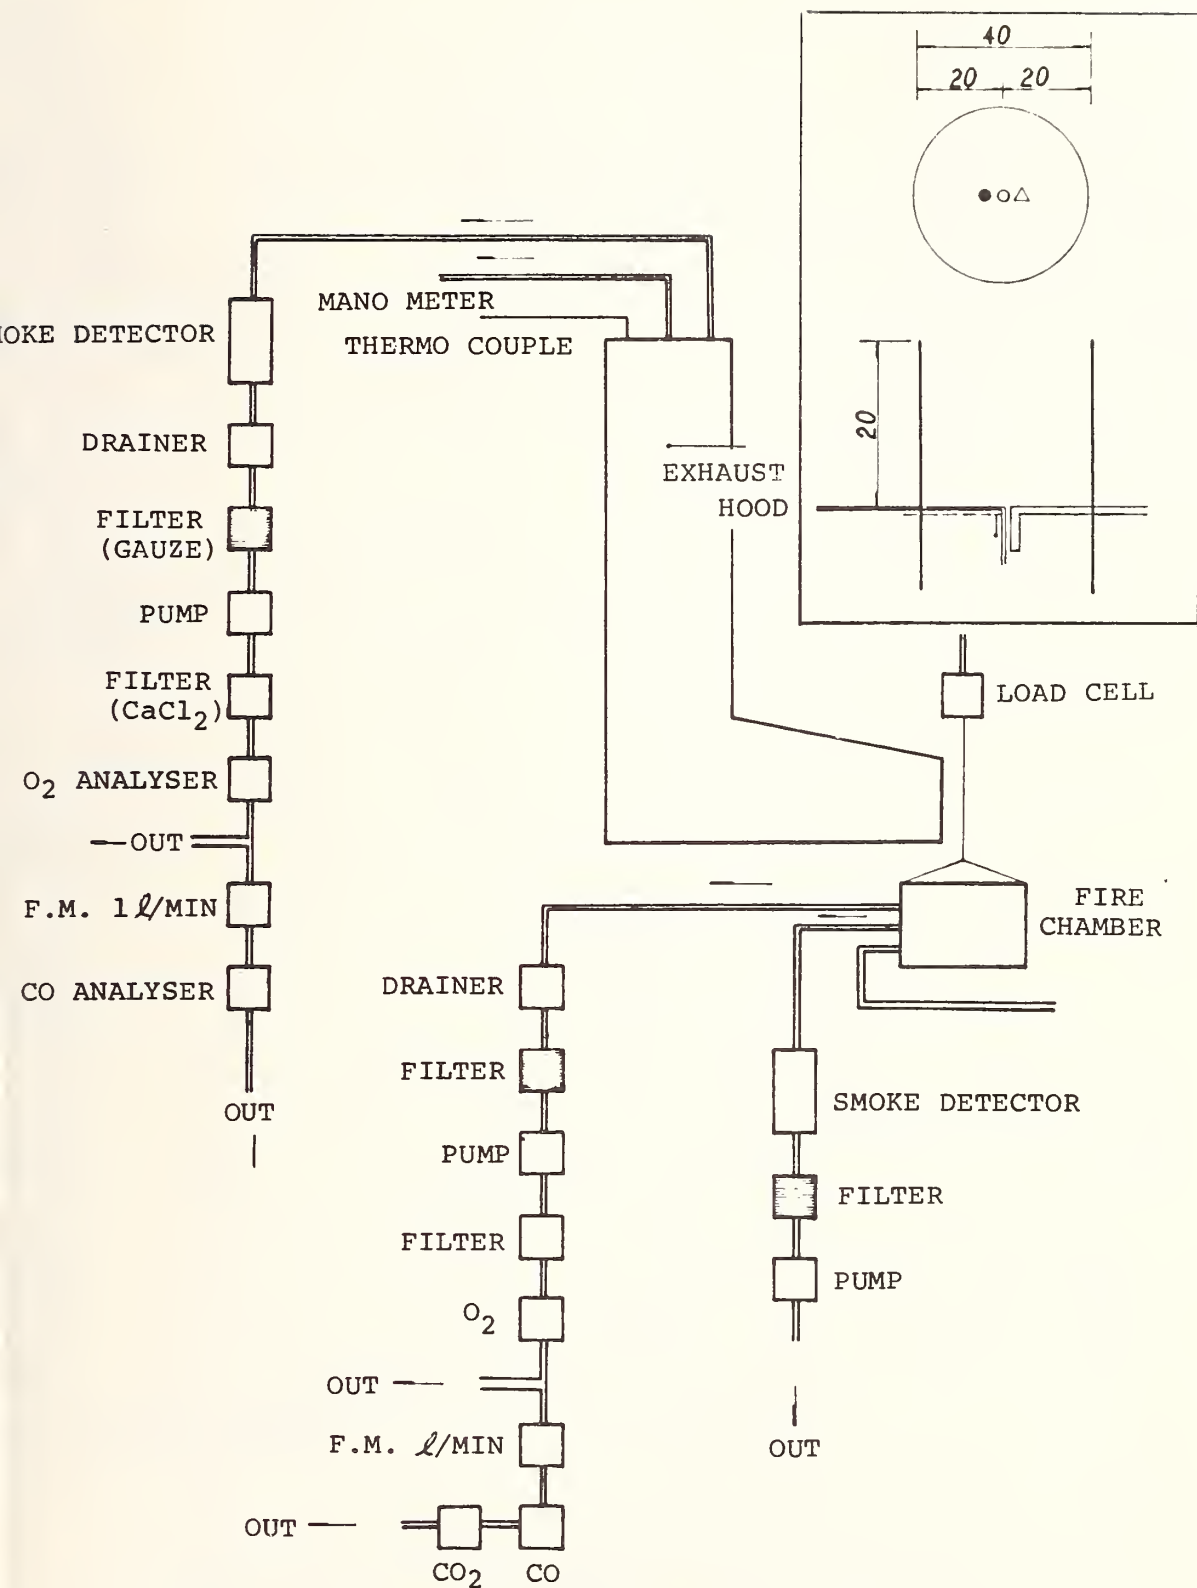 40
20 20
20
MANO METER
THERMO COUPLE
EXHAUST
HOOD
OKE DETECTOR
DRAINER
FILTER
(GAUZE)
PUMP
FILTER
(CaCl₂)
O₂ ANALYSER
OUT
F.M. 1ℓ/MIN
CO ANALYSER
OUT
LOAD CELL
FIRE
CHAMBER
DRAINER
FILTER
PUMP
FILTER
O₂
OUT
F.M. ℓ/MIN
OUT
CO₂ CO
SMOKE DETECTOR
FILTER
PUMP
OUT